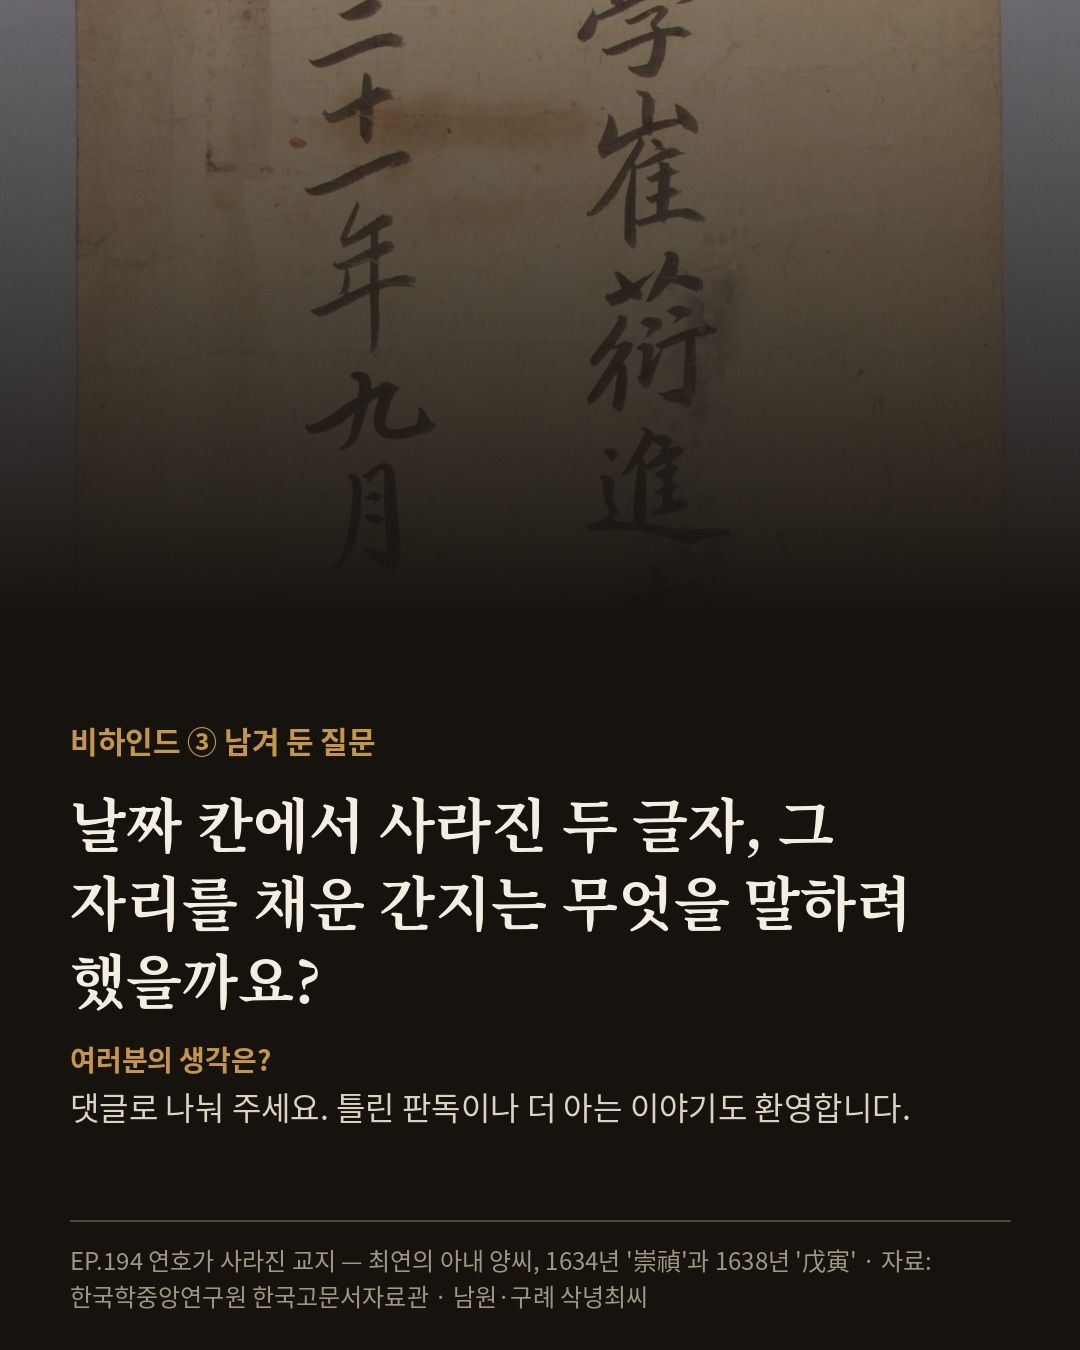 學崔葕進
二十一年九月
비하인드 ③ 남겨 둔 질문
날짜 칸에서 사라진 두 글자, 그
자리를 채운 간지는 무엇을 말하려
했을까요?
여러분의 생각은?
댓글로 나눠 주세요. 틀린 판독이나 더 아는 이야기도 환영합니다.
EP.194 연호가 사라진 교지 — 최연의 아내 양씨, 1634년 '崇禎'과 1638년 '戊寅' · 자료:
한국학중앙연구원 한국고문서자료관 · 남원·구례 삭녕최씨